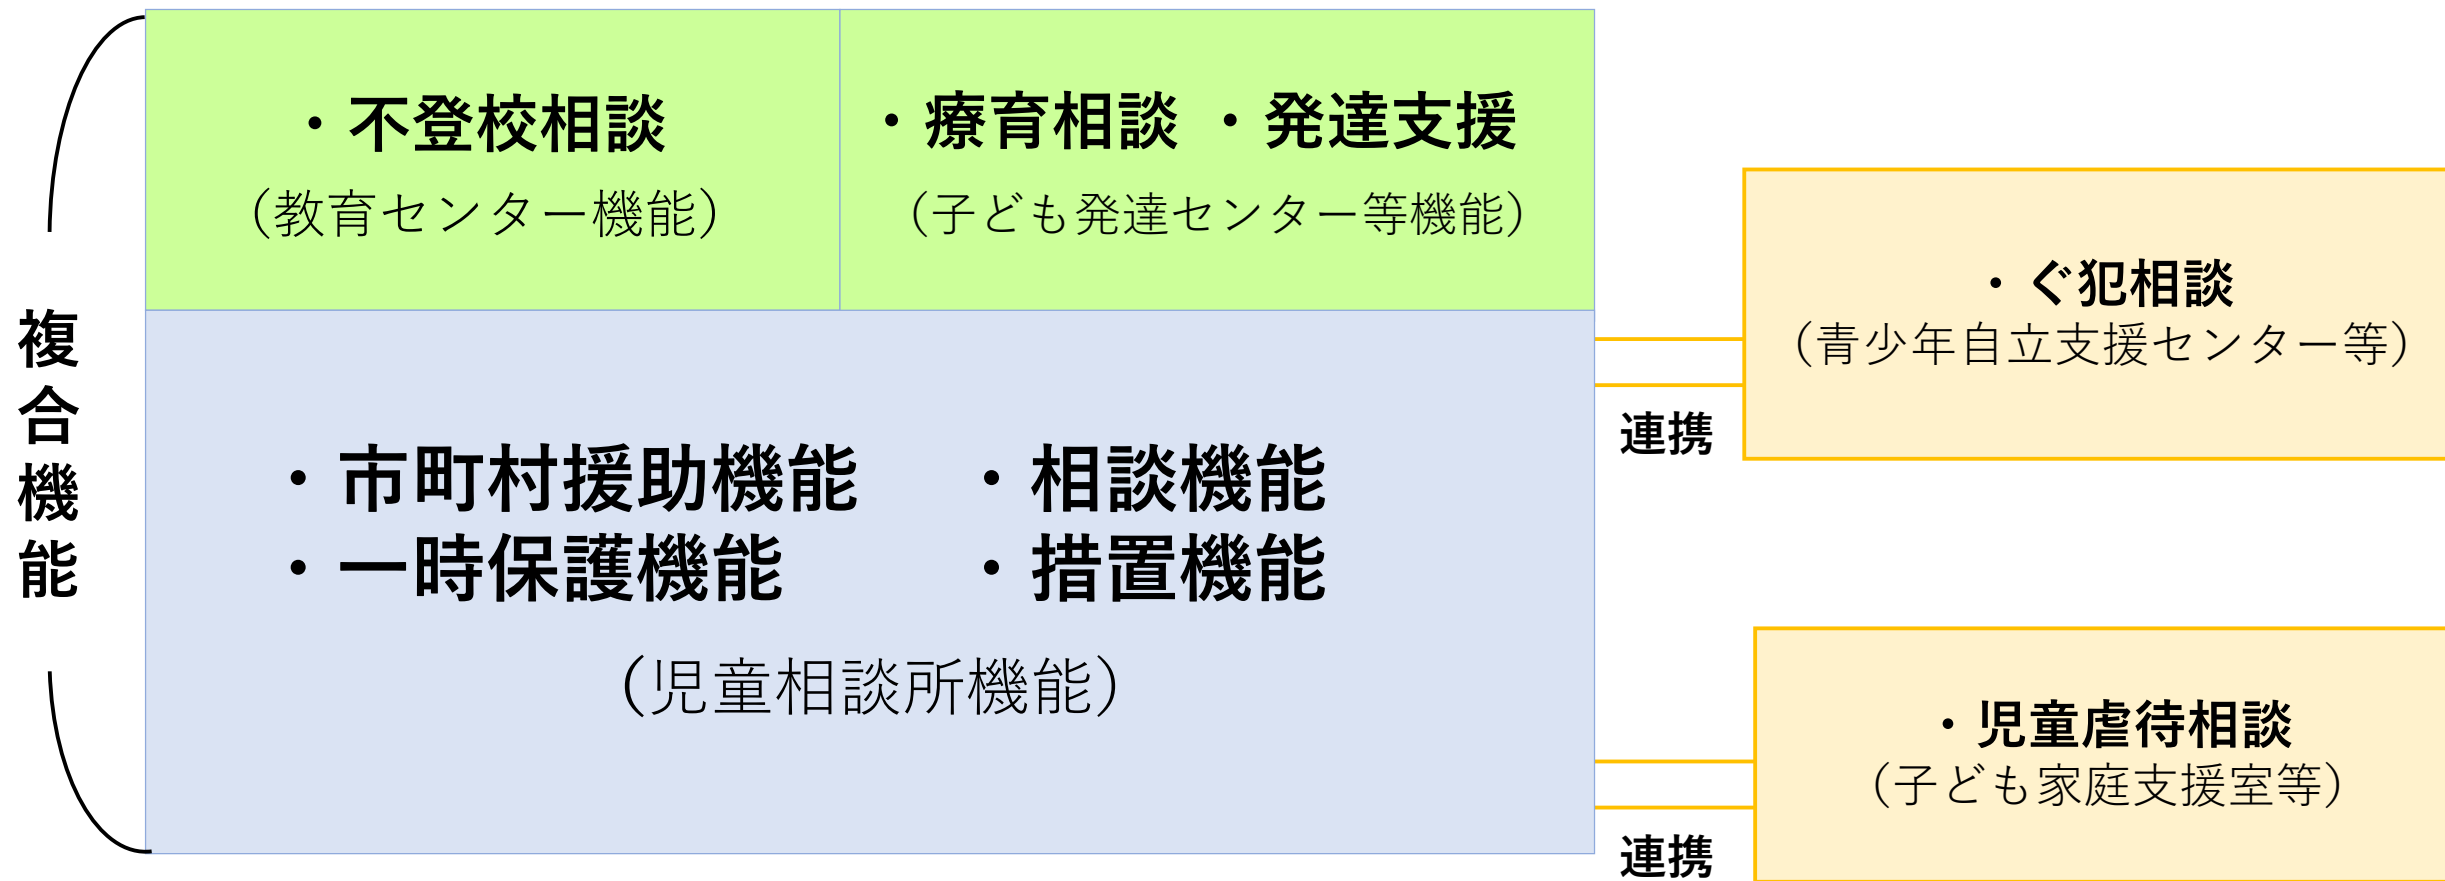 複合機能
・不登校相談
（教育センター機能）
・療育相談 ・発達支援
（子ども発達センター等機能）
・市町村援助機能 ・相談機能
・一時保護機能 ・措置機能
（児童相談所機能）
・ぐ犯相談
（青少年自立支援センター等）
連携
・児童虐待相談
（子ども家庭支援室等）
連携